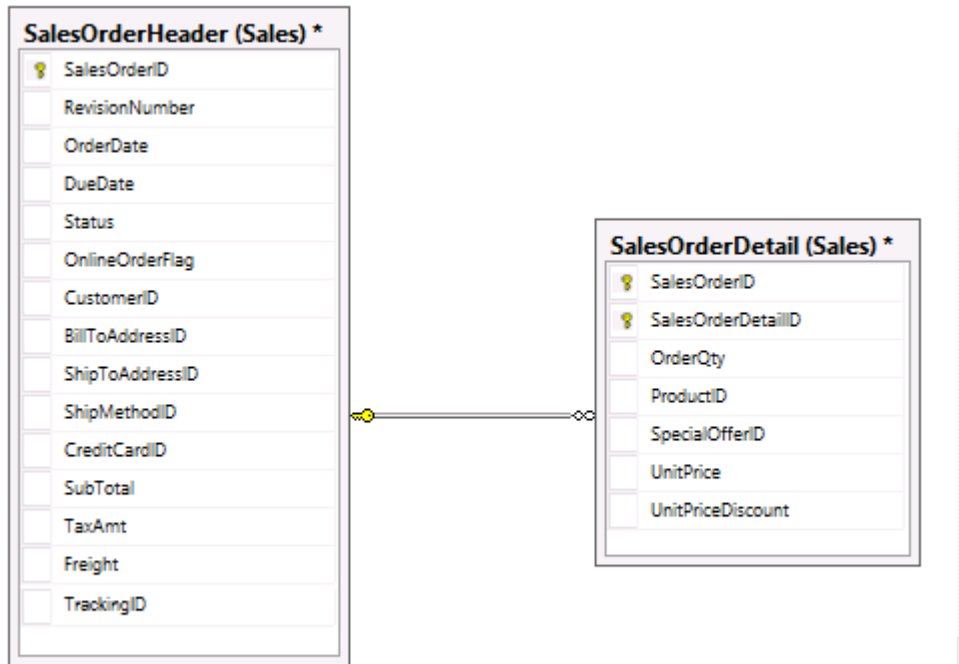 SalesOrderHeader (Sales) *
SalesOrderID
RevisionNumber
OrderDate
DueDate
Status
OnlineOrderFlag
CustomerID
BillToAddressID
ShipToAddressID
ShipMethodID
CreditCardID
SubTotal
TaxAmt
Freight
TrackingID
SalesOrderDetail (Sales) *
SalesOrderID
SalesOrderDetailID
OrderQty
ProductID
SpecialOfferID
UnitPrice
UnitPriceDiscount